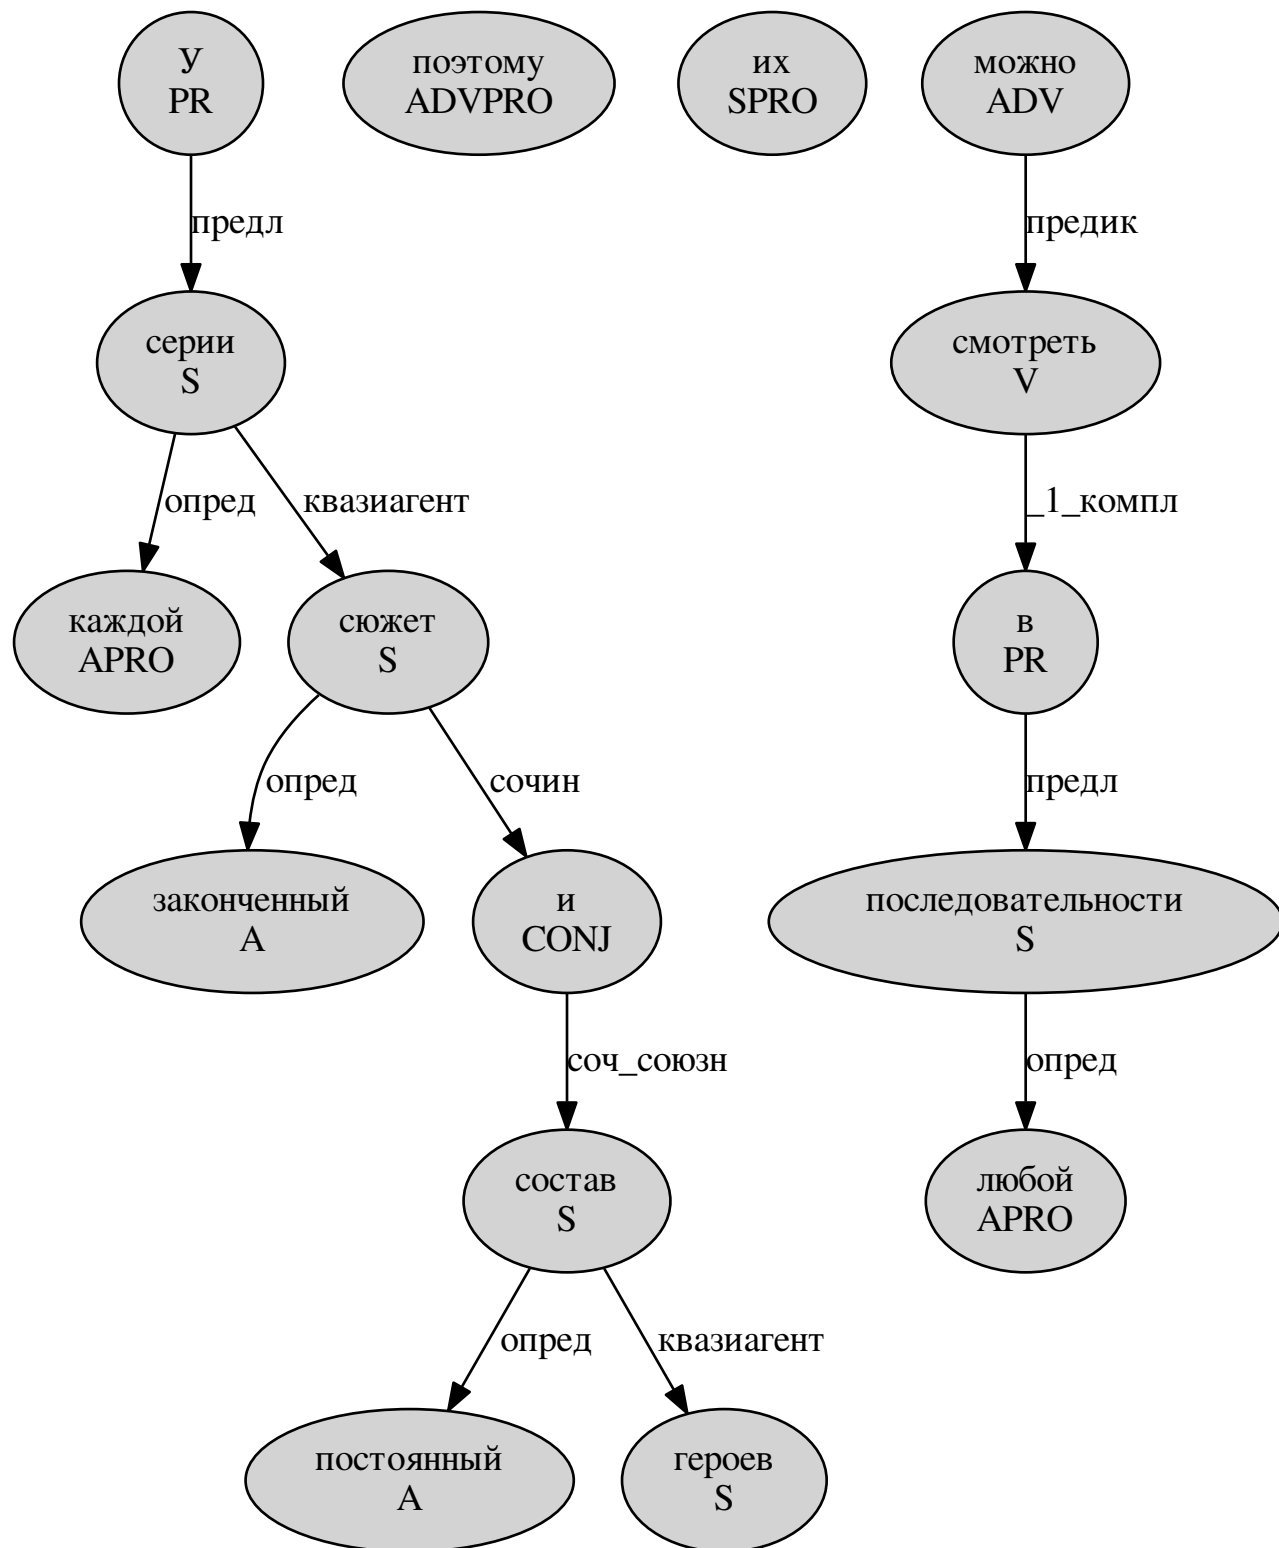 У
PR
поэтому
ADVPRO
их
SPRO
можно
ADV
предл
предик
серии
S
смотреть
V
опред
квазиагент
_1_компл
каждой
APRO
сюжет
S
в
PR
опред
сочин
предл
законченный
A
и
CONJ
последовательности
S
соч_союзн
опред
состав
S
любой
APRO
опред
квазиагент
постоянный
A
героев
S